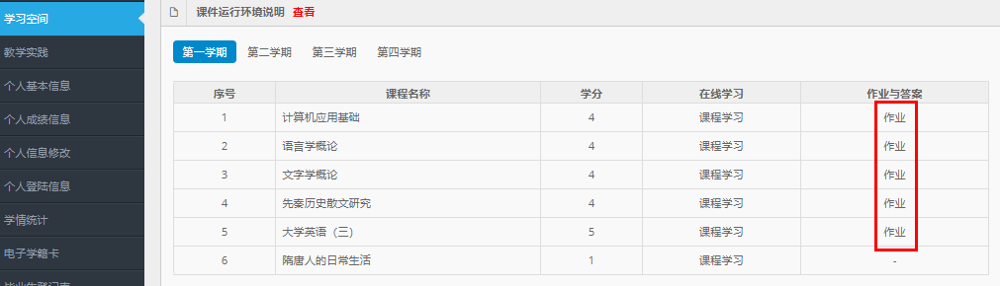 学习空间
教学实践
个人基本信息
个人成绩信息
个人信息修改
个人登陆信息
学情统计
电子学籍卡
课件运行环境说明 查看
第一学期 第二学期 第三学期 第四学期
序号 课程名称 学分 在线学习 作业与答案
1 计算机应用基础 4 课程学习 作业
2 语言学概论 4 课程学习 作业
3 文字学概论 4 课程学习 作业
4 先秦历史散文研究 4 课程学习 作业
5 大学英语（三） 5 课程学习 作业
6 隋唐人的日常生活 1 课程学习 -